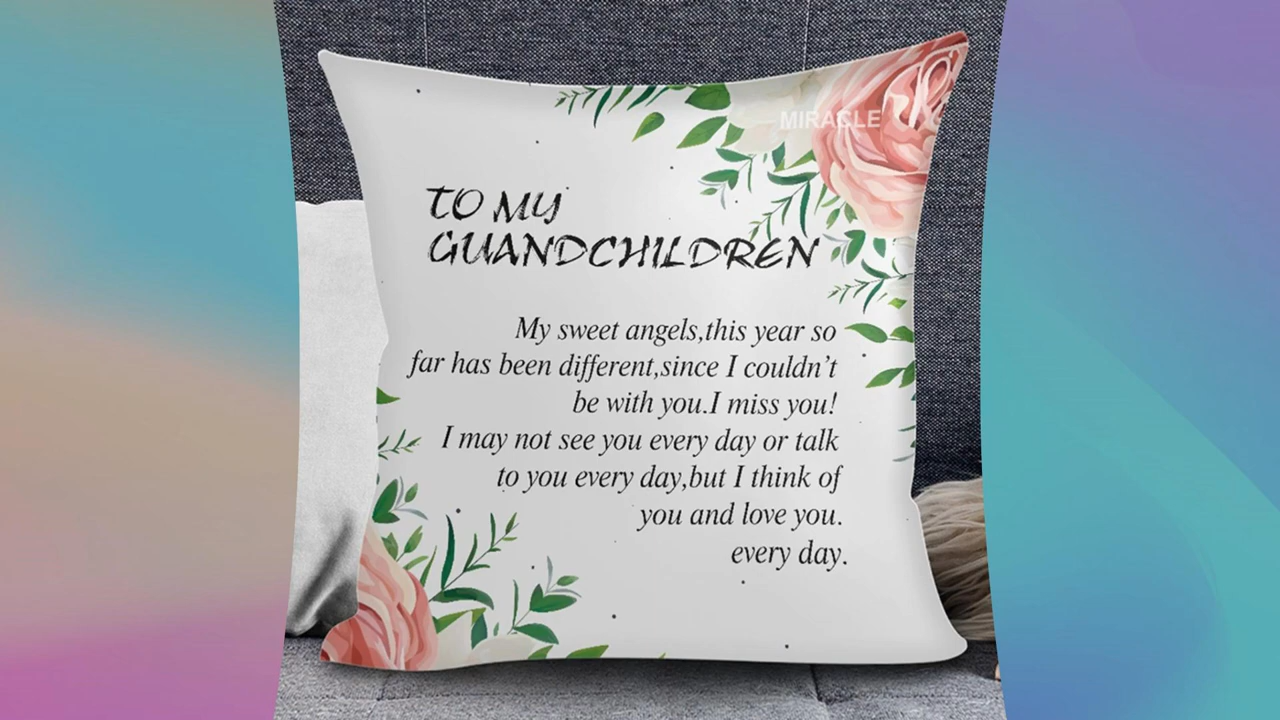 MIRACLE
TO MY
GUANDCHILDREN
My sweet angels,this year so
far has been different,since I couldn't
be with you.I miss you!
I may not see you every day or talk
to you every day,but I think of
you and love you.
every day.